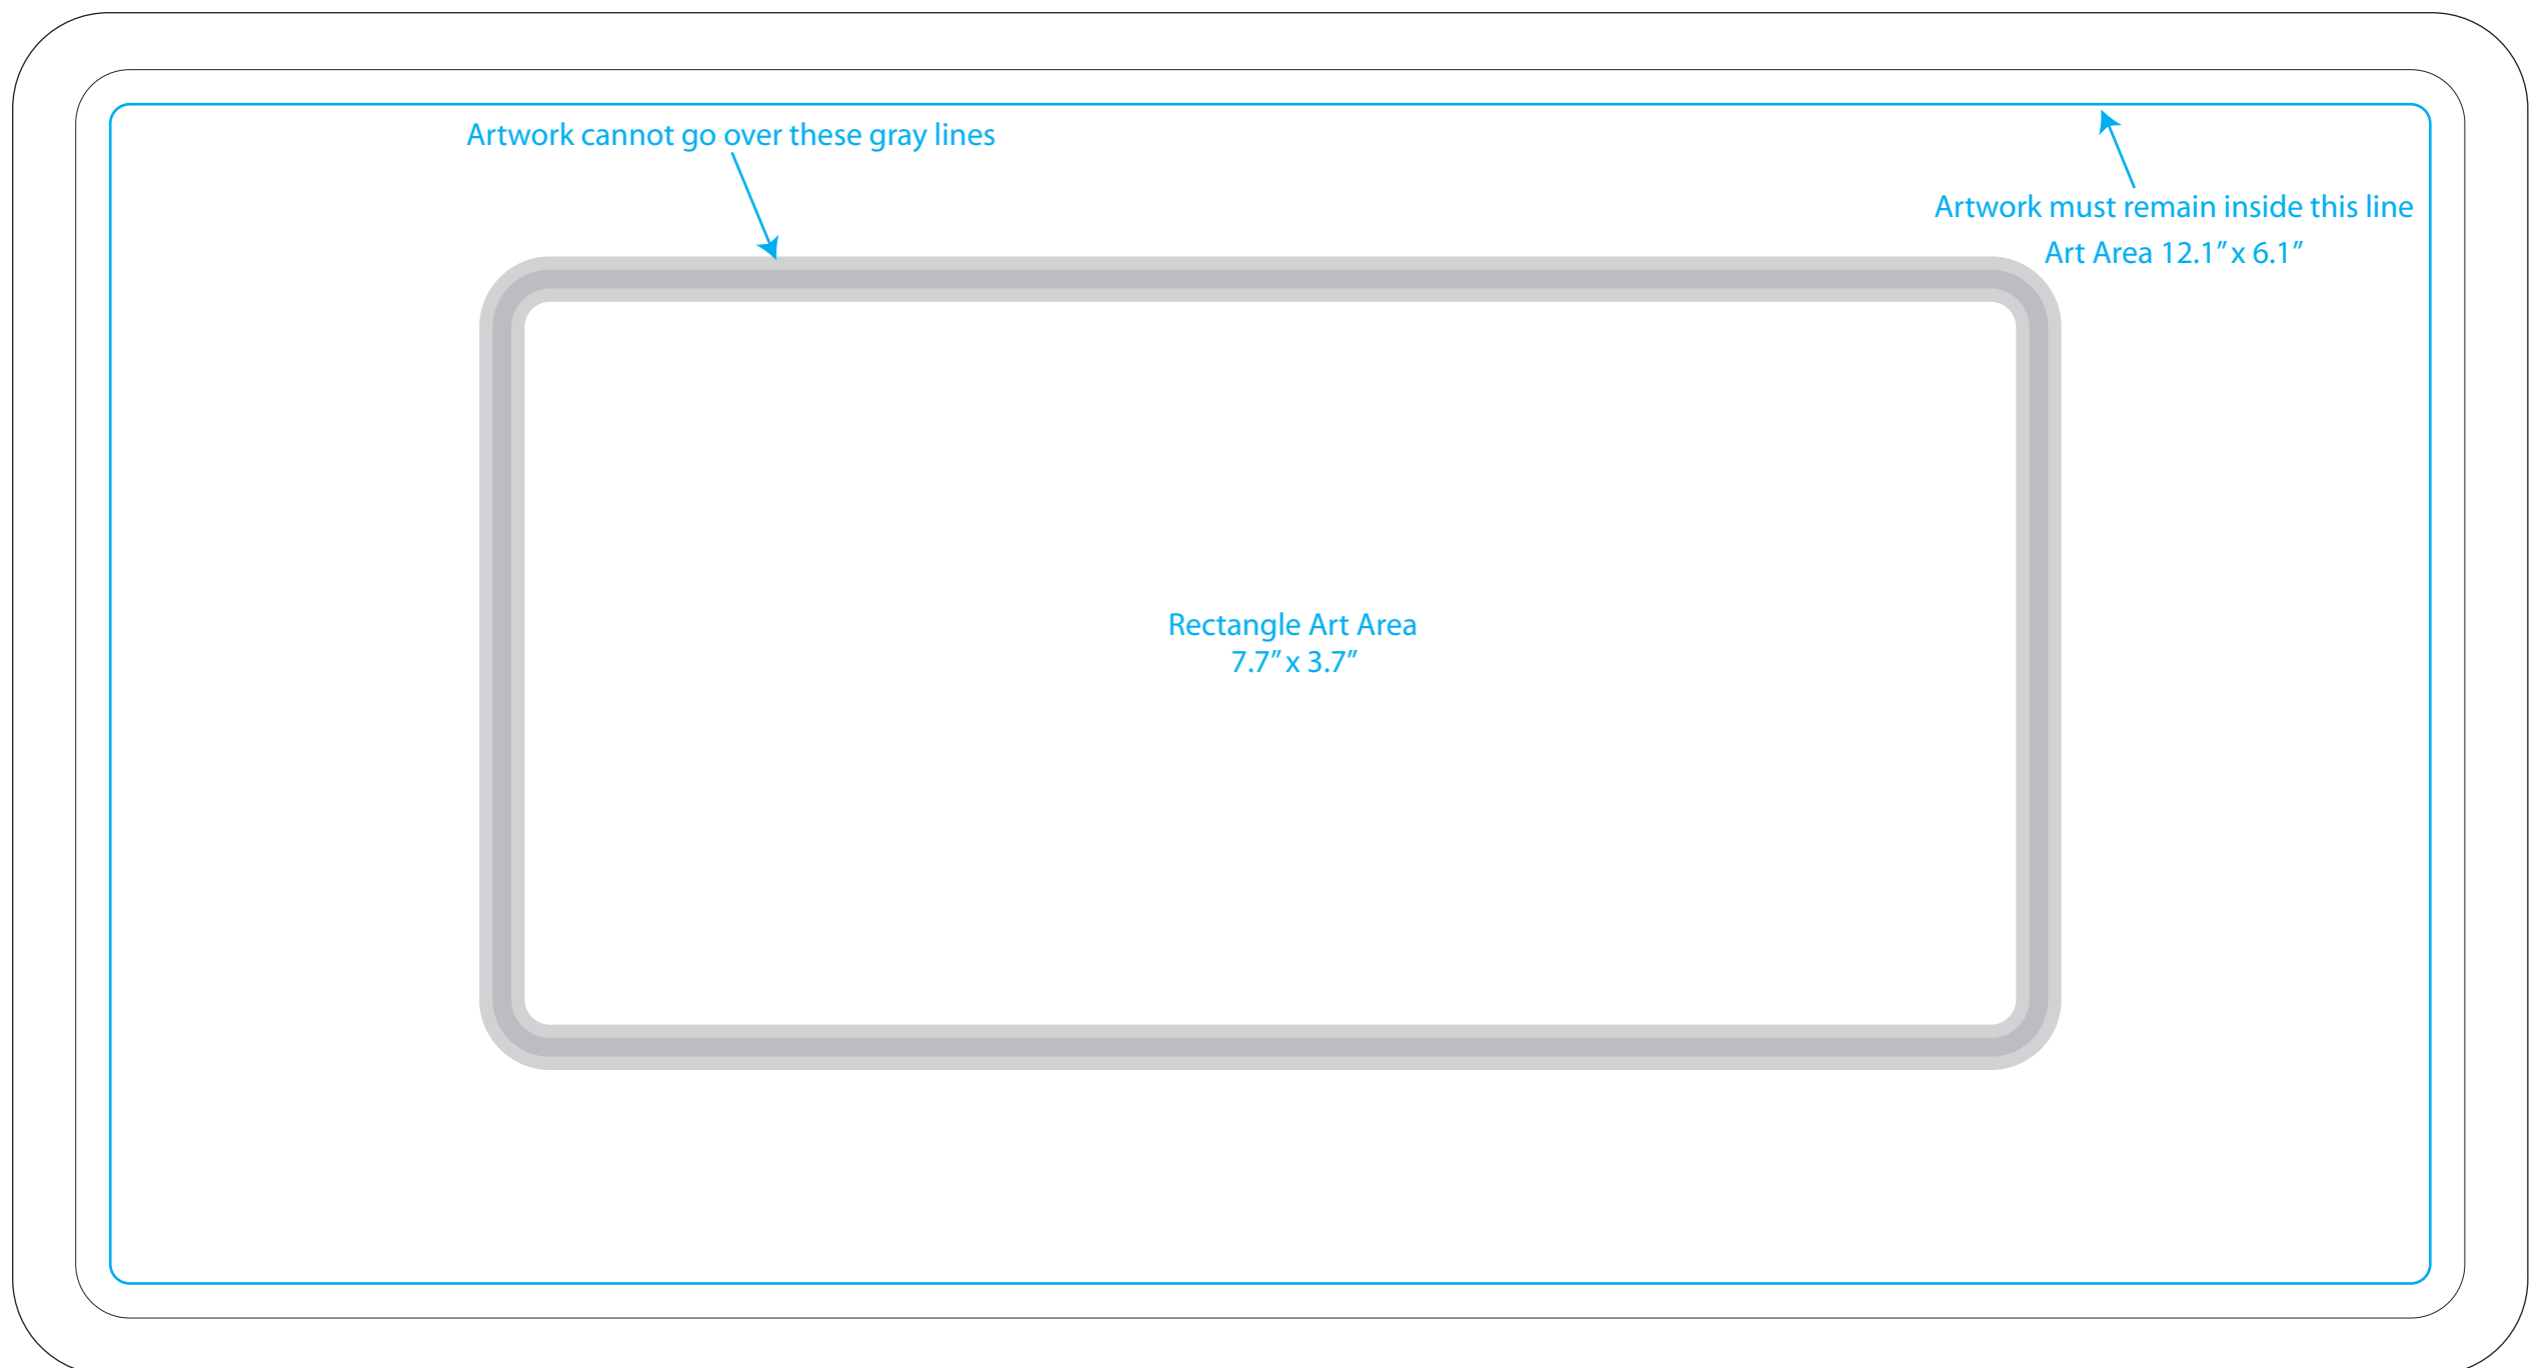 Artwork cannot go over these gray lines
Artwork must remain inside this line
Art Area 12.1” x 6.1”
Rectangle Art Area
7.7” x 3.7”